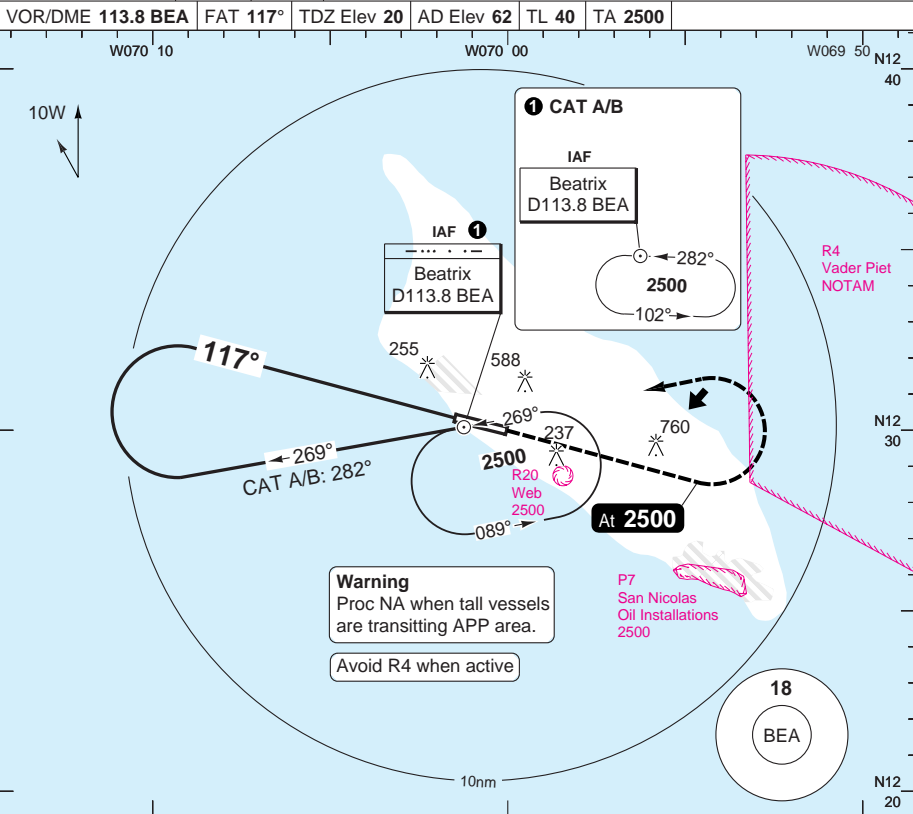 VOR/DME 113.8 BEA FAT 117° TDZ Elev 20 AD Elev 62 TL 40 TA 2500
W070 10
W070 00
W069 50
N12
40
10W
1 CAT A/B
IAF
Beatrix
D113.8 BEA
282°
2500
102°
IAF 1
Beatrix
D113.8 BEA
R4
Vader Piet
NOTAM
117°
255
588
269°
237
760
N12
30
269°
CAT A/B: 282°
2500
R20
Web
2500
089°
At 2500
Warning
Proc NA when tall vessels
are transitting APP area.
Avoid R4 when active
P7
San Nicolas
Oil Installations
2500
18
BEA
10nm
N12
20